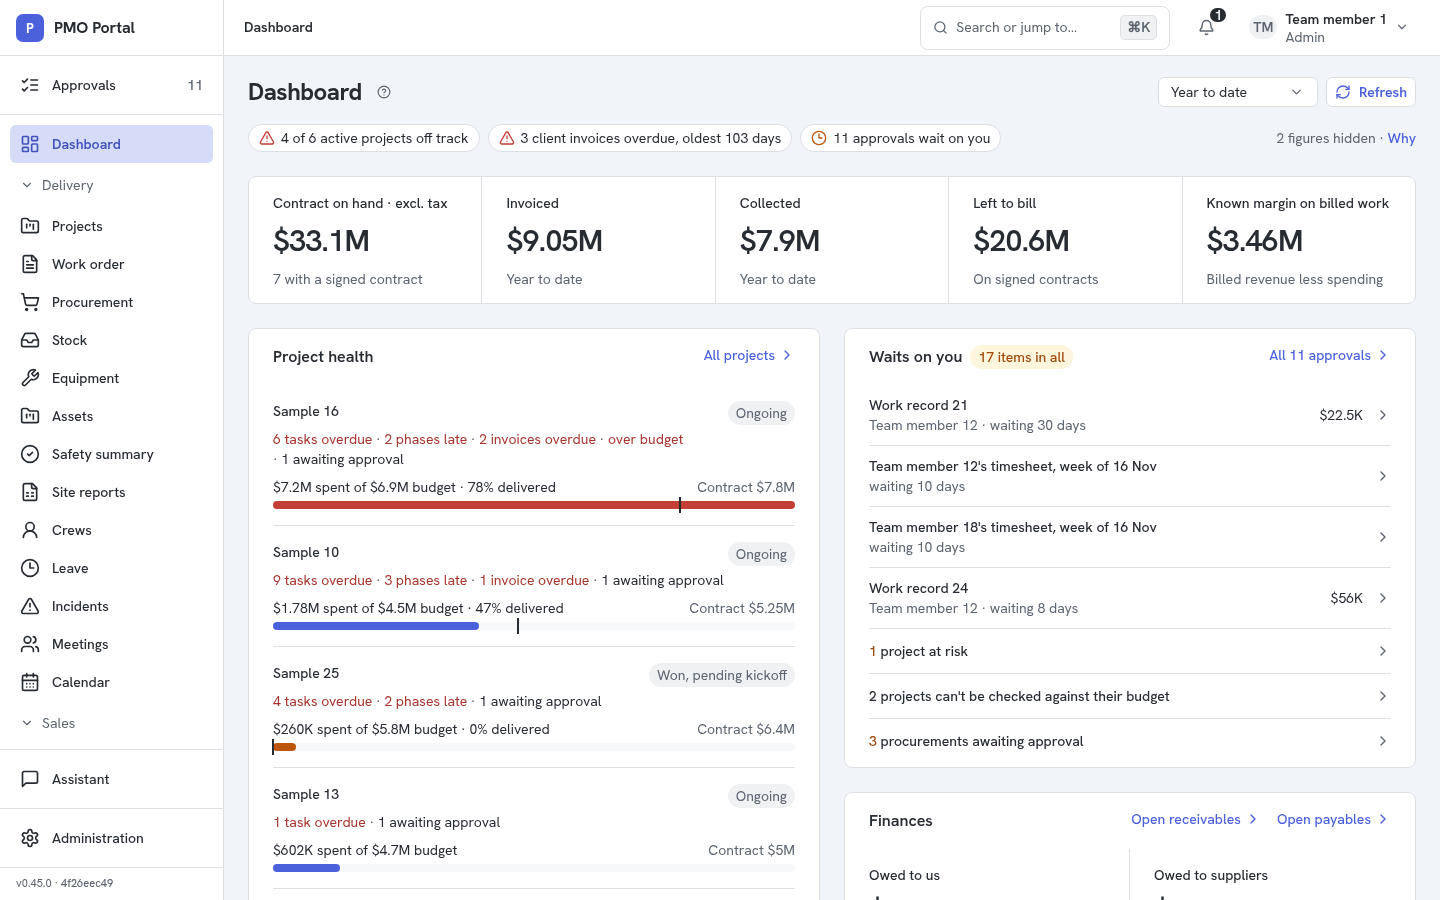 P
PMO Portal
Dashboard
Search or jump to...
⌘K
1
TM
Team member 1
Admin
Approvals
11
Dashboard
Delivery
Projects
Work order
Procurement
Stock
Equipment
Assets
Safety summary
Site reports
Crews
Leave
Incidents
Meetings
Calendar
Sales
Assistant
Administration
v0.45.0 · 4f26eec49
Dashboard
Year to date
Refresh
4 of 6 active projects off track
3 client invoices overdue, oldest 103 days
11 approvals wait on you
2 figures hidden · Why
Contract on hand · excl. tax
$33.1M
7 with a signed contract
Invoiced
$9.05M
Year to date
Collected
$7.9M
Year to date
Left to bill
$20.6M
On signed contracts
Known margin on billed work
$3.46M
Billed revenue less spending
Project health
All projects
Sample 16
Ongoing
6 tasks overdue · 2 phases late · 2 invoices overdue · over budget
· 1 awaiting approval
$7.2M spent of $6.9M budget · 78% delivered
Contract $7.8M
Sample 10
Ongoing
9 tasks overdue · 3 phases late · 1 invoice overdue · 1 awaiting approval
$1.78M spent of $4.5M budget · 47% delivered
Contract $5.25M
Sample 25
Won, pending kickoff
4 tasks overdue · 2 phases late · 1 awaiting approval
$260K spent of $5.8M budget · 0% delivered
Contract $6.4M
Sample 13
Ongoing
1 task overdue · 1 awaiting approval
$602K spent of $4.7M budget
Contract $5M
Waits on you
17 items in all
All 11 approvals
Work record 21
Team member 12 · waiting 30 days
$22.5K
Team member 12's timesheet, week of 16 Nov
waiting 10 days
Team member 18's timesheet, week of 16 Nov
waiting 10 days
Work record 24
Team member 12 · waiting 8 days
$56K
1 project at risk
2 projects can't be checked against their budget
3 procurements awaiting approval
Finances
Open receivables
Open payables
Owed to us
Owed to suppliers